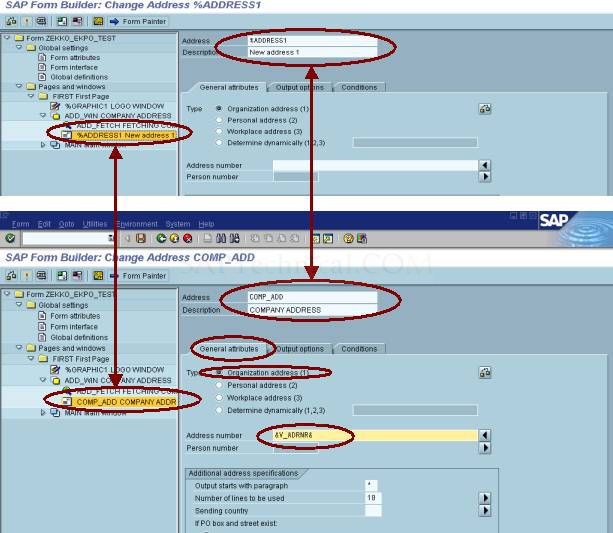 SAP Form Builder: Change Address %ADDRESS1
Form Painter
Form ZEKKO_EKPO_TEST
Global settings
Form attributes
Form interface
Global definitions
Pages and windows
FIRST First Page
%GRAPHIC1 LOGO WINDOW
ADD_WIN COMPANY ADDRESS
ADD_FETCH FETCHING COM
%ADDRESS1 New address 1
MAIN Main window
Address %ADDRESS1
Description New address 1
General attributes Output options Conditions
Type Organization address (1)
Personal address (2)
Workplace address (3)
Determine dynamically (1,2,3)
Address number
Person number
Form Edit Goto Utilities Environment System Help
SAP
SAP Form Builder: Change Address COMP_ADD
SAPTechnical.COM
Form Painter
Form ZEKKO_EKPO_TEST
Global settings
Form attributes
Form interface
Global definitions
Pages and windows
FIRST First Page
%GRAPHIC1 LOGO WINDOW
ADD_WIN COMPANY ADDRESS
ADD_FETCH FETCHING COM
COMP_ADD COMPANY ADDR
MAIN Main window
Address COMP_ADD
Description COMPANY ADDRESS
General attributes Output options Conditions
Type Organization address (1)
Personal address (2)
Workplace address (3)
Determine dynamically (1,2,3)
Address number &V_ADRNR&
Person number
Additional address specifications
Output starts with paragraph *
Number of lines to be used 10
Sending country
If PO box and street exist: